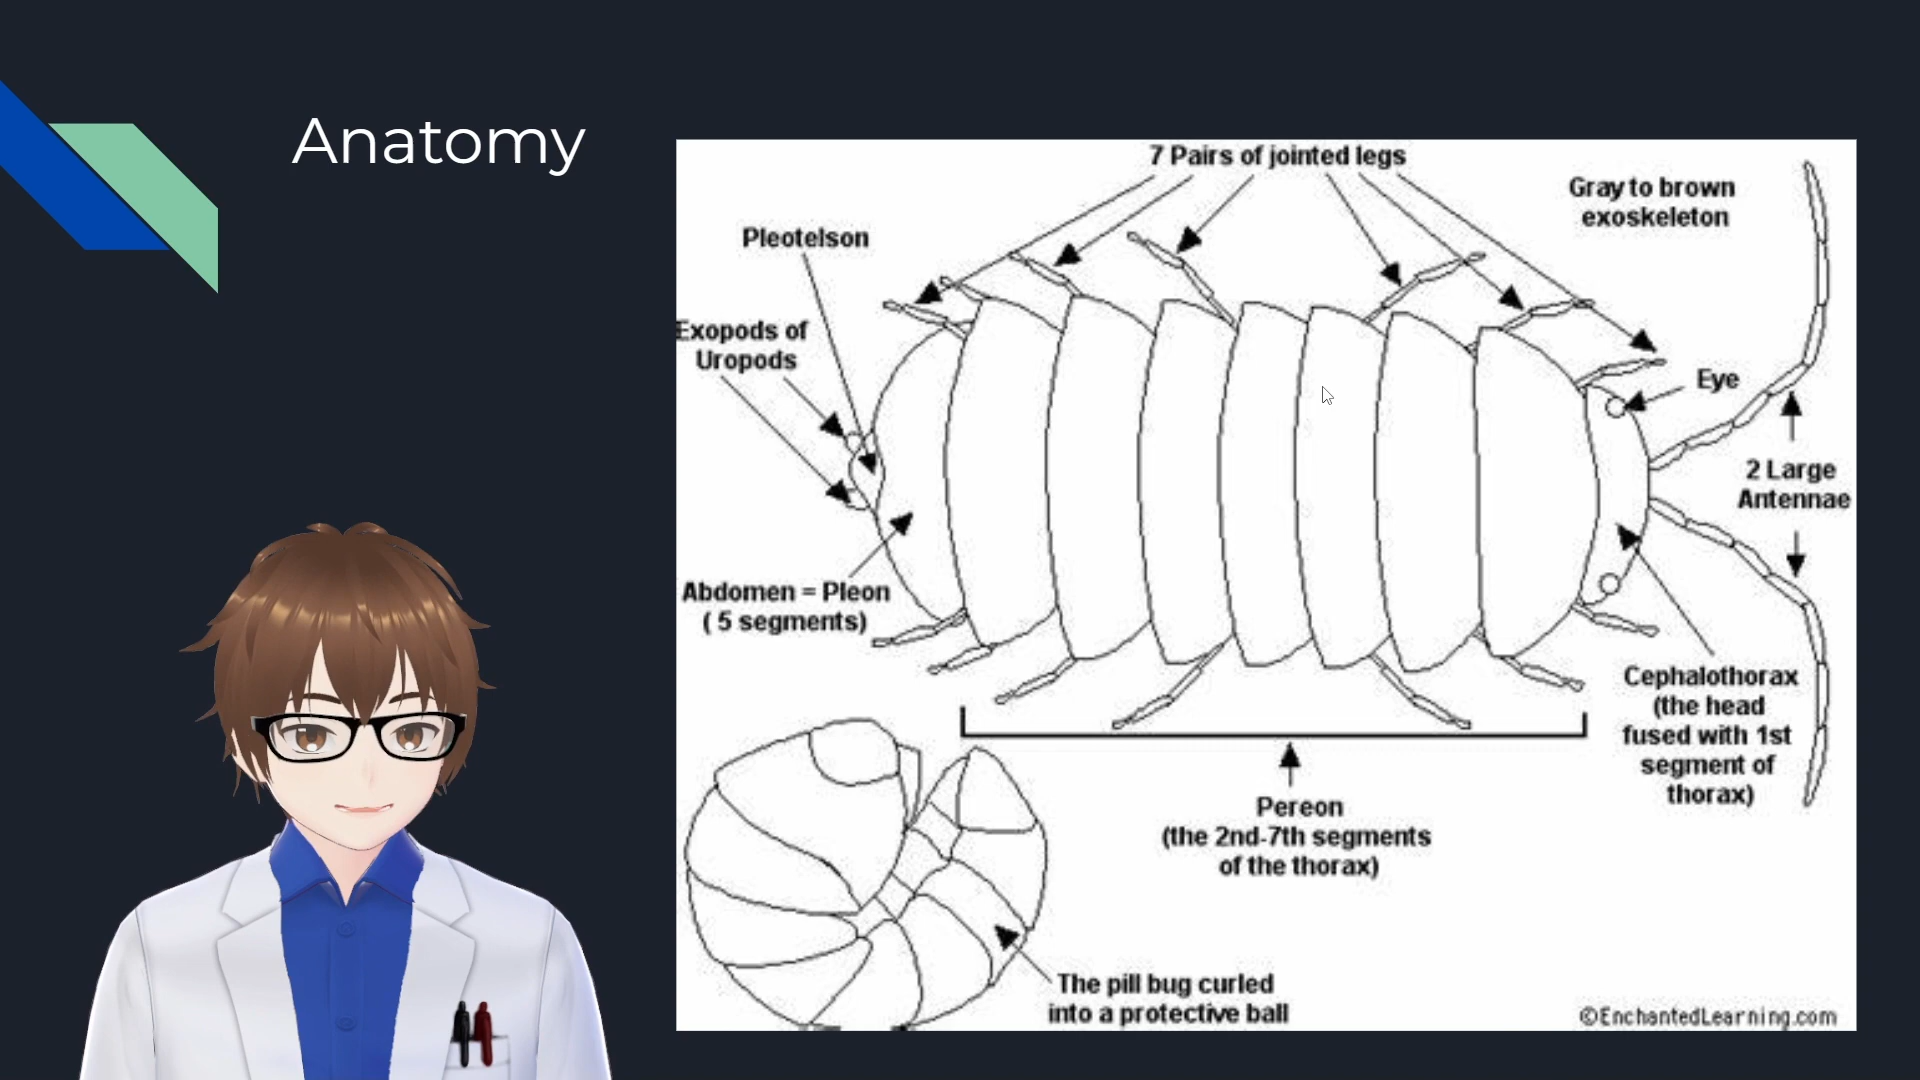 Anatomy
7 Pairs of jointed legs
Gray to brown
exoskeleton
Pleotelson
Exopods of
Uropods
Eye
2 Large
Antennae
Abdomen = Pleon
( 5 segments)
Cephalothorax
(the head
fused with 1st
segment of
thorax)
Pereon
(the 2nd-7th segments
of the thorax)
The pill bug curled
into a protective ball
©EnchantedLearning.com